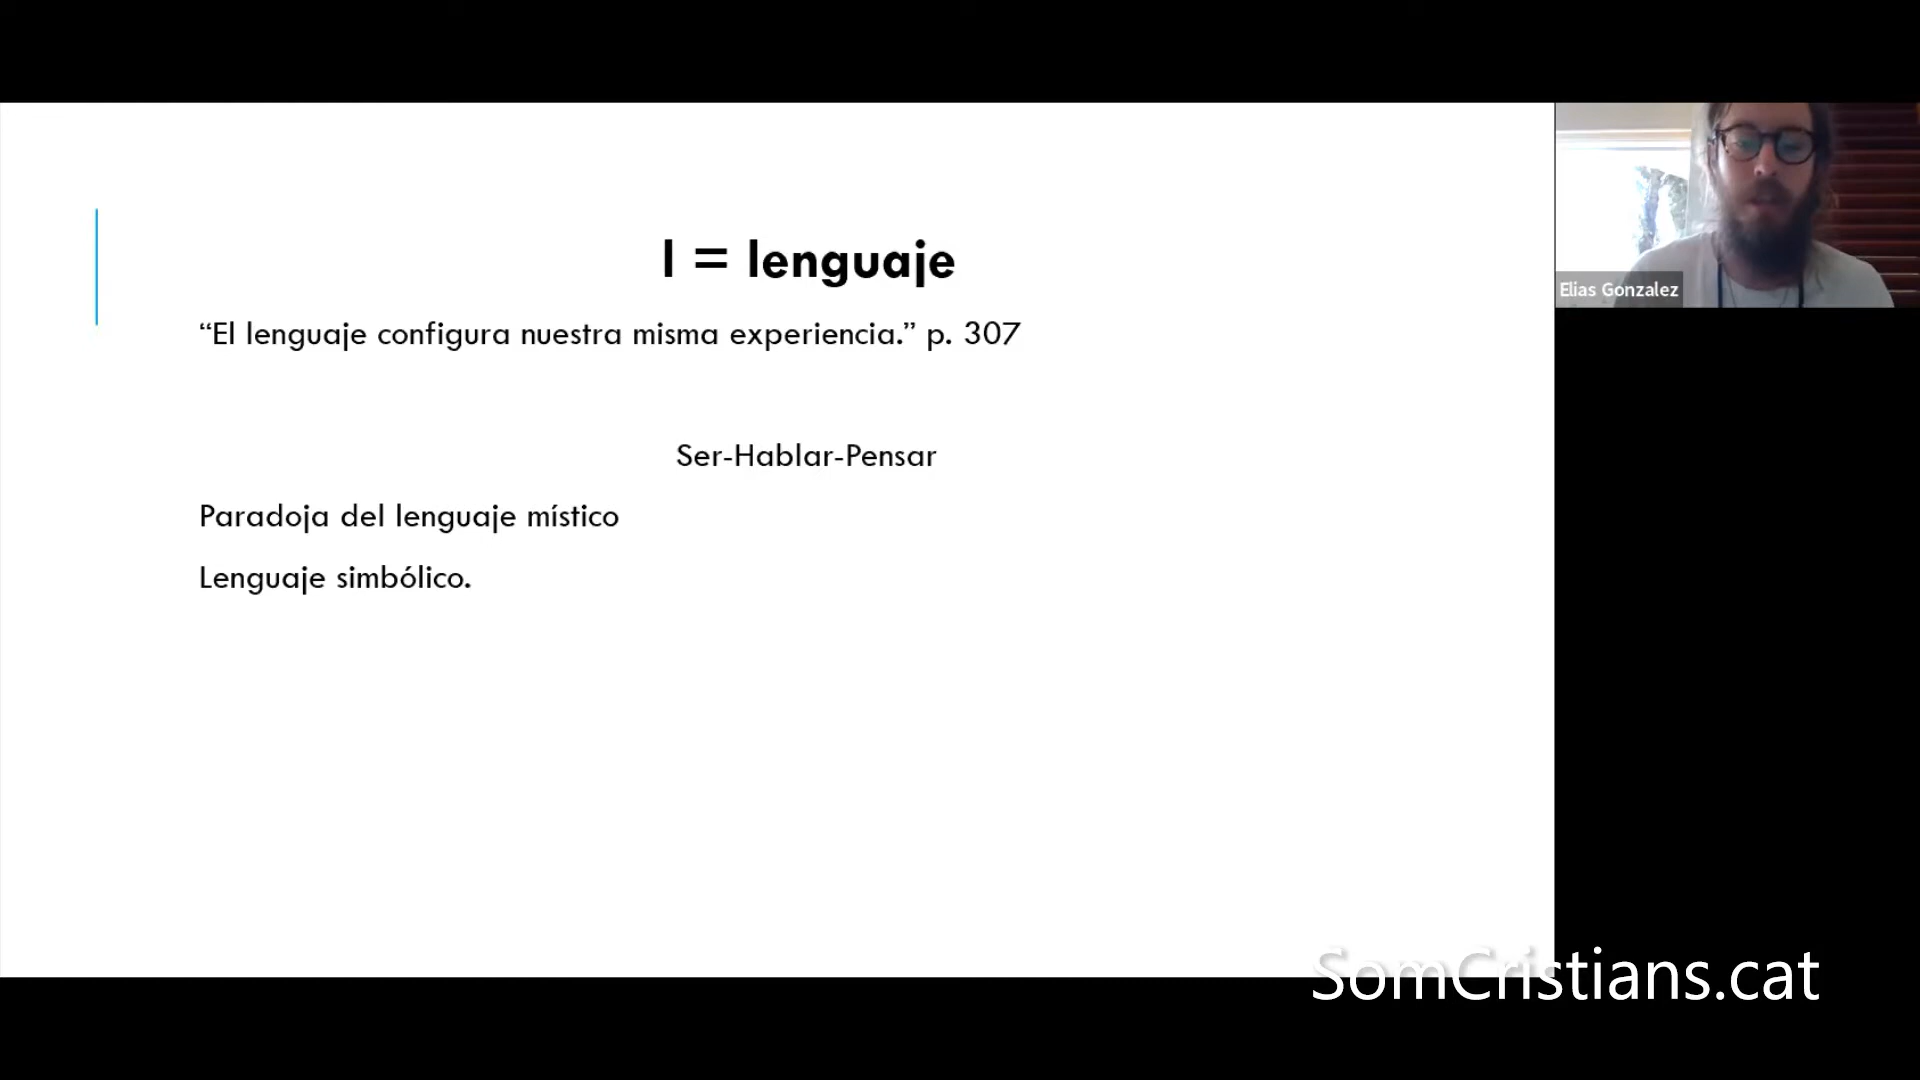 l = lenguaje
“El lenguaje configura nuestra misma experiencia.” p. 307
Ser-Hablar-Pensar
Paradoja del lenguaje místico
Lenguaje simbólico.
Elias Gonzalez
SomCristians.cat